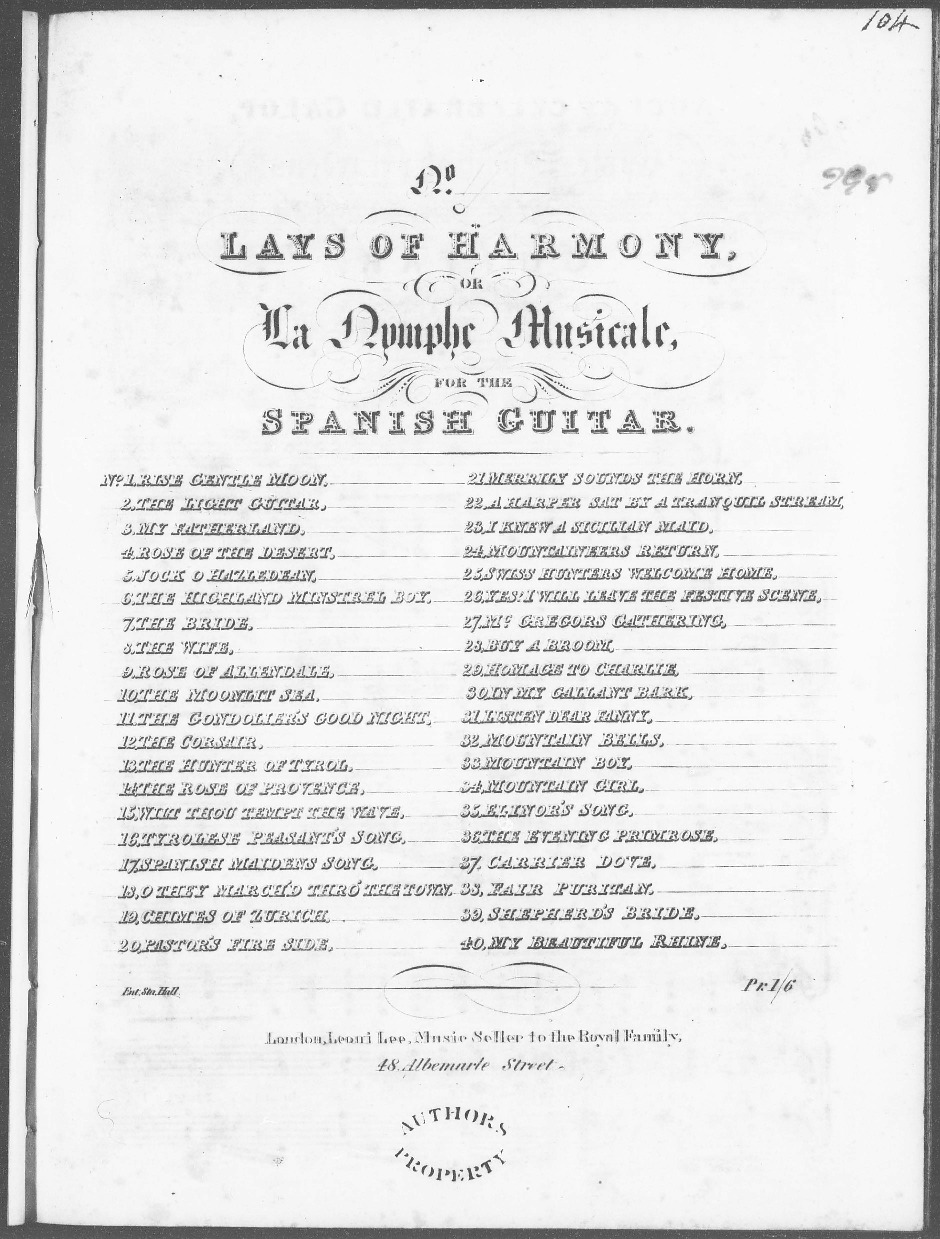 104
Nº
LAYS OF HARMONY,
OR
La Nymphe Musicale,
FOR THE
SPANISH GUITAR.
Nº 1, RISE GENTLE MOON,
2, THE LIGHT GUITAR,
3, MY FATHERLAND,
4, ROSE OF THE DESERT,
5, JOCK O HAZLEDEAN,
6, THE HIGHLAND MINSTREL BOY,
7, THE BRIDE,
8, THE WIFE,
9, ROSE OF ALLENDALE,
10, THE MOONLIT SEA,
11, THE GONDOLIER'S GOOD NIGHT,
12, THE CORSAIR,
13, THE HUNTER OF TYROL,
14, THE ROSE OF PROVENCE,
15, WILT THOU TEMPT THE WAVE,
16, TYROLESE PEASANT'S SONG,
17, SPANISH MAIDENS SONG,
18, O THEY MARCH'D THRO' THE TOWN,
19, CHIMES OF ZURICH,
20, PASTOR'S FIRE SIDE,
21, MERRILY SOUNDS THE HORN,
22, A HARPER SAT BY A TRANQUIL STREAM,
23, I KNEW A SICILIAN MAID,
24, MOUNTAINEERS RETURN,
25, SWISS HUNTERS WELCOME HOME,
26, YES! I WILL LEAVE THE FESTIVE SCENE,
27, Mc GREGORS GATHERING,
28, BUY A BROOM,
29, HOMAGE TO CHARLIE,
30, IN MY GALLANT BARK,
31, LISTEN DEAR FANNY,
32, MOUNTAIN BELLS,
33, MOUNTAIN BOY,
34, MOUNTAIN GIRL,
35, ELINOR'S SONG,
36, THE EVENING PRIMROSE,
37, CARRIER DOVE,
38, FAIR PURITAN,
39, SHEPHERD'S BRIDE,
40, MY BEAUTIFUL RHINE,
Ent. Sta. Hall.
Pr. 1/6
London, Leoni Lee, Music Seller to the Royal Family,
48, Albemarle Street.
AUTHORS
PROPERTY